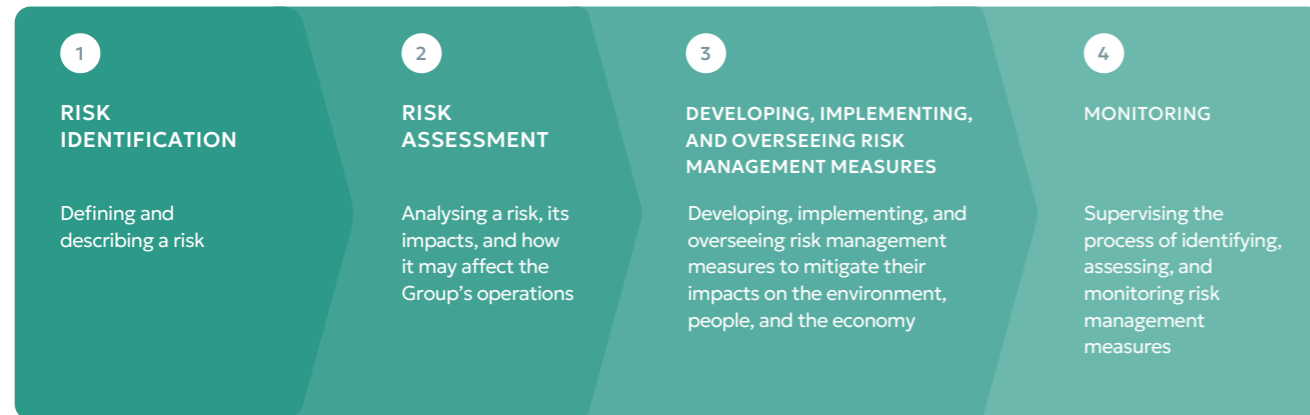 1
RISK
IDENTIFICATION
Defining and
describing a risk
2
RISK
ASSESSMENT
Analysing a risk, its
impacts, and how
it may affect the
Group's operations
3
DEVELOPING, IMPLEMENTING,
AND OVERSEEING RISK
MANAGEMENT MEASURES
Developing, implementing, and
overseeing risk management
measures to mitigate their
impacts on the environment,
people, and the economy
4
MONITORING
Supervising the
process of identifying,
assessing, and
monitoring risk
management
measures